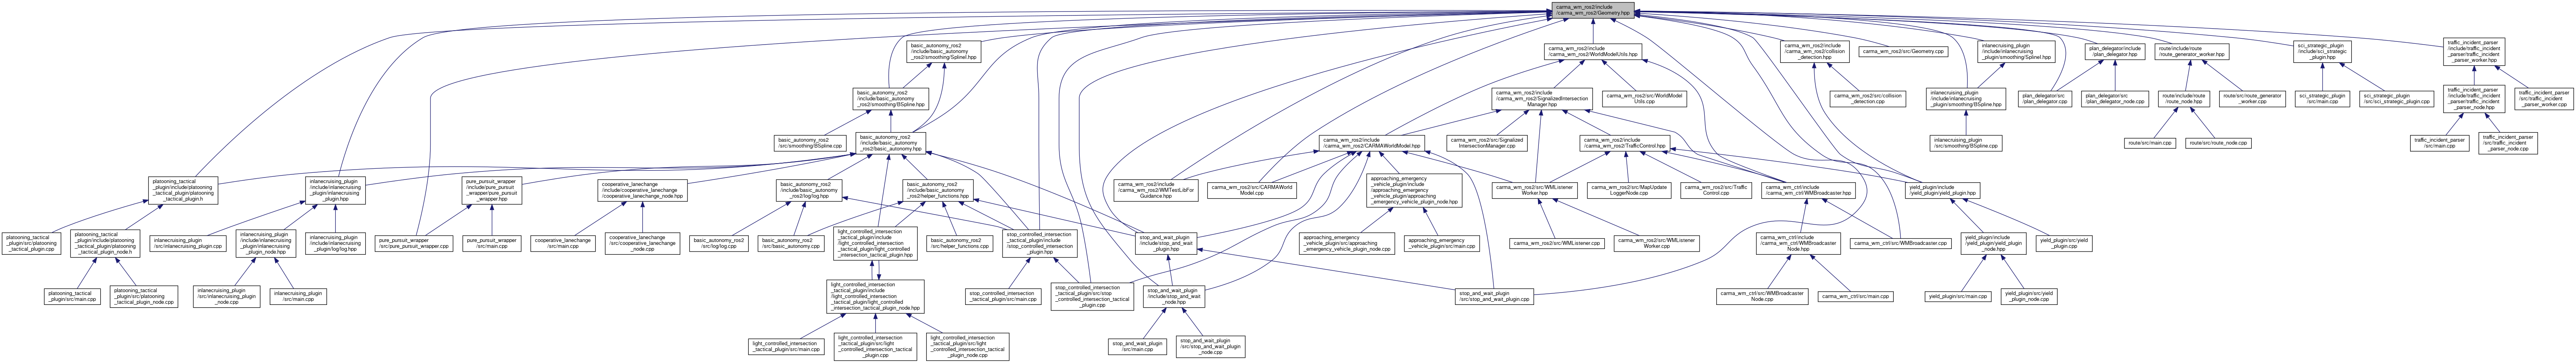 carma_wm_ros2/include
/carma_wm_ros2/Geometry.hpp
basic_autonomy_ros2
/include/basic_autonomy
_ros2/smoothing/SplineI.hpp
carma_wm_ros2/include
/carma_wm_ros2/WorldModelUtils.hpp
carma_wm_ros2/include
/carma_wm_ros2/collision
_detection.hpp
carma_wm_ros2/src/Geometry.cpp
inlanecruising_plugin
/include/inlanecruising
_plugin/smoothing/SplineI.hpp
plan_delegator/include
/plan_delegator.hpp
route/include/route
/route_generator_worker.hpp
sci_strategic_plugin
/include/sci_strategic
_plugin.hpp
traffic_incident_parser
/include/traffic_incident
_parser/traffic_incident
_parser_worker.hpp
basic_autonomy_ros2
/include/basic_autonomy
_ros2/smoothing/BSpline.hpp
carma_wm_ros2/include
/carma_wm_ros2/SignalizedIntersection
Manager.hpp
carma_wm_ros2/src/WorldModel
Utils.cpp
carma_wm_ros2/src/collision
_detection.cpp
inlanecruising_plugin
/include/inlanecruising
_plugin/smoothing/BSpline.hpp
plan_delegator/src
/plan_delegator.cpp
plan_delegator/src
/plan_delegator_node.cpp
route/include/route
/route_node.hpp
route/src/route_generator
_worker.cpp
sci_strategic_plugin
/src/main.cpp
sci_strategic_plugin
/src/sci_strategic_plugin.cpp
traffic_incident_parser
/include/traffic_incident
_parser/traffic_incident
_parser_node.hpp
traffic_incident_parser
/src/traffic_incident
_parser_worker.cpp
basic_autonomy_ros2
/src/smoothing/BSpline.cpp
basic_autonomy_ros2
/include/basic_autonomy
_ros2/basic_autonomy.hpp
carma_wm_ros2/include
/carma_wm_ros2/CARMAWorldModel.hpp
carma_wm_ros2/src/Signalized
IntersectionManager.cpp
carma_wm_ros2/include
/carma_wm_ros2/TrafficControl.hpp
inlanecruising_plugin
/src/smoothing/BSpline.cpp
route/src/main.cpp
route/src/route_node.cpp
traffic_incident_parser
/src/main.cpp
traffic_incident_parser
/src/traffic_incident
_parser_node.cpp
platooning_tactical
_plugin/include/platooning
_tactical_plugin/platooning
_tactical_plugin.h
inlanecruising_plugin
/include/inlanecruising
_plugin/inlanecruising
_plugin.hpp
pure_pursuit_wrapper
/include/pure_pursuit
_wrapper/pure_pursuit
_wrapper.hpp
cooperative_lanechange
/include/cooperative_lanechange
/cooperative_lanechange_node.hpp
basic_autonomy_ros2
/include/basic_autonomy
_ros2/log/log.hpp
basic_autonomy_ros2
/include/basic_autonomy
_ros2/helper_functions.hpp
carma_wm_ros2/include
/carma_wm_ros2/WMTestLibFor
Guidance.hpp
carma_wm_ros2/src/CARMAWorld
Model.cpp
approaching_emergency
_vehicle_plugin/include
/approaching_emergency
_vehicle_plugin/approaching
_emergency_vehicle_plugin_node.hpp
carma_wm_ros2/src/WMListener
Worker.hpp
carma_wm_ros2/src/MapUpdate
LoggerNode.cpp
carma_wm_ros2/src/Traffic
Control.cpp
carma_wm_ctrl/include
/carma_wm_ctrl/WMBroadcaster.hpp
yield_plugin/include
/yield_plugin/yield_plugin.hpp
platooning_tactical
_plugin/src/platooning
_tactical_plugin.cpp
platooning_tactical
_plugin/include/platooning
_tactical_plugin/platooning
_tactical_plugin_node.h
inlanecruising_plugin
/src/inlanecruising_plugin.cpp
inlanecruising_plugin
/include/inlanecruising
_plugin/inlanecruising
_plugin_node.hpp
inlanecruising_plugin
/include/inlanecruising
_plugin/log/log.hpp
pure_pursuit_wrapper
/src/pure_pursuit_wrapper.cpp
pure_pursuit_wrapper
/src/main.cpp
cooperative_lanechange
/src/main.cpp
cooperative_lanechange
/src/cooperative_lanechange
_node.cpp
basic_autonomy_ros2
/src/log/log.cpp
basic_autonomy_ros2
/src/basic_autonomy.cpp
light_controlled_intersection
_tactical_plugin/include
/light_controlled_intersection
_tactical_plugin/light_controlled
_intersection_tactical_plugin.hpp
basic_autonomy_ros2
/src/helper_functions.cpp
stop_controlled_intersection
_tactical_plugin/include
/stop_controlled_intersection
_plugin.hpp
stop_and_wait_plugin
/include/stop_and_wait
_plugin.hpp
approaching_emergency
_vehicle_plugin/src/approaching
_emergency_vehicle_plugin_node.cpp
approaching_emergency
_vehicle_plugin/src/main.cpp
carma_wm_ros2/src/WMListener.cpp
carma_wm_ros2/src/WMListener
Worker.cpp
carma_wm_ctrl/include
/carma_wm_ctrl/WMBroadcaster
Node.hpp
carma_wm_ctrl/src/WMBroadcaster.cpp
yield_plugin/include
/yield_plugin/yield_plugin
_node.hpp
yield_plugin/src/yield
_plugin.cpp
platooning_tactical
_plugin/src/main.cpp
platooning_tactical
_plugin/src/platooning
_tactical_plugin_node.cpp
inlanecruising_plugin
/src/inlanecruising_plugin
_node.cpp
inlanecruising_plugin
/src/main.cpp
light_controlled_intersection
_tactical_plugin/include
/light_controlled_intersection
_tactical_plugin/light_controlled
_intersection_tactical_plugin_node.hpp
stop_controlled_intersection
_tactical_plugin/src/main.cpp
stop_controlled_intersection
_tactical_plugin/src/stop
_controlled_intersection_tactical
_plugin.cpp
stop_and_wait_plugin
/include/stop_and_wait
_node.hpp
stop_and_wait_plugin
/src/stop_and_wait_plugin.cpp
carma_wm_ctrl/src/WMBroadcaster
Node.cpp
carma_wm_ctrl/src/main.cpp
yield_plugin/src/main.cpp
yield_plugin/src/yield
_plugin_node.cpp
light_controlled_intersection
_tactical_plugin/src/main.cpp
light_controlled_intersection
_tactical_plugin/src/light
_controlled_intersection_tactical
_plugin.cpp
light_controlled_intersection
_tactical_plugin/src/light
_controlled_intersection_tactical
_plugin_node.cpp
stop_and_wait_plugin
/src/main.cpp
stop_and_wait_plugin
/src/stop_and_wait_plugin
_node.cpp